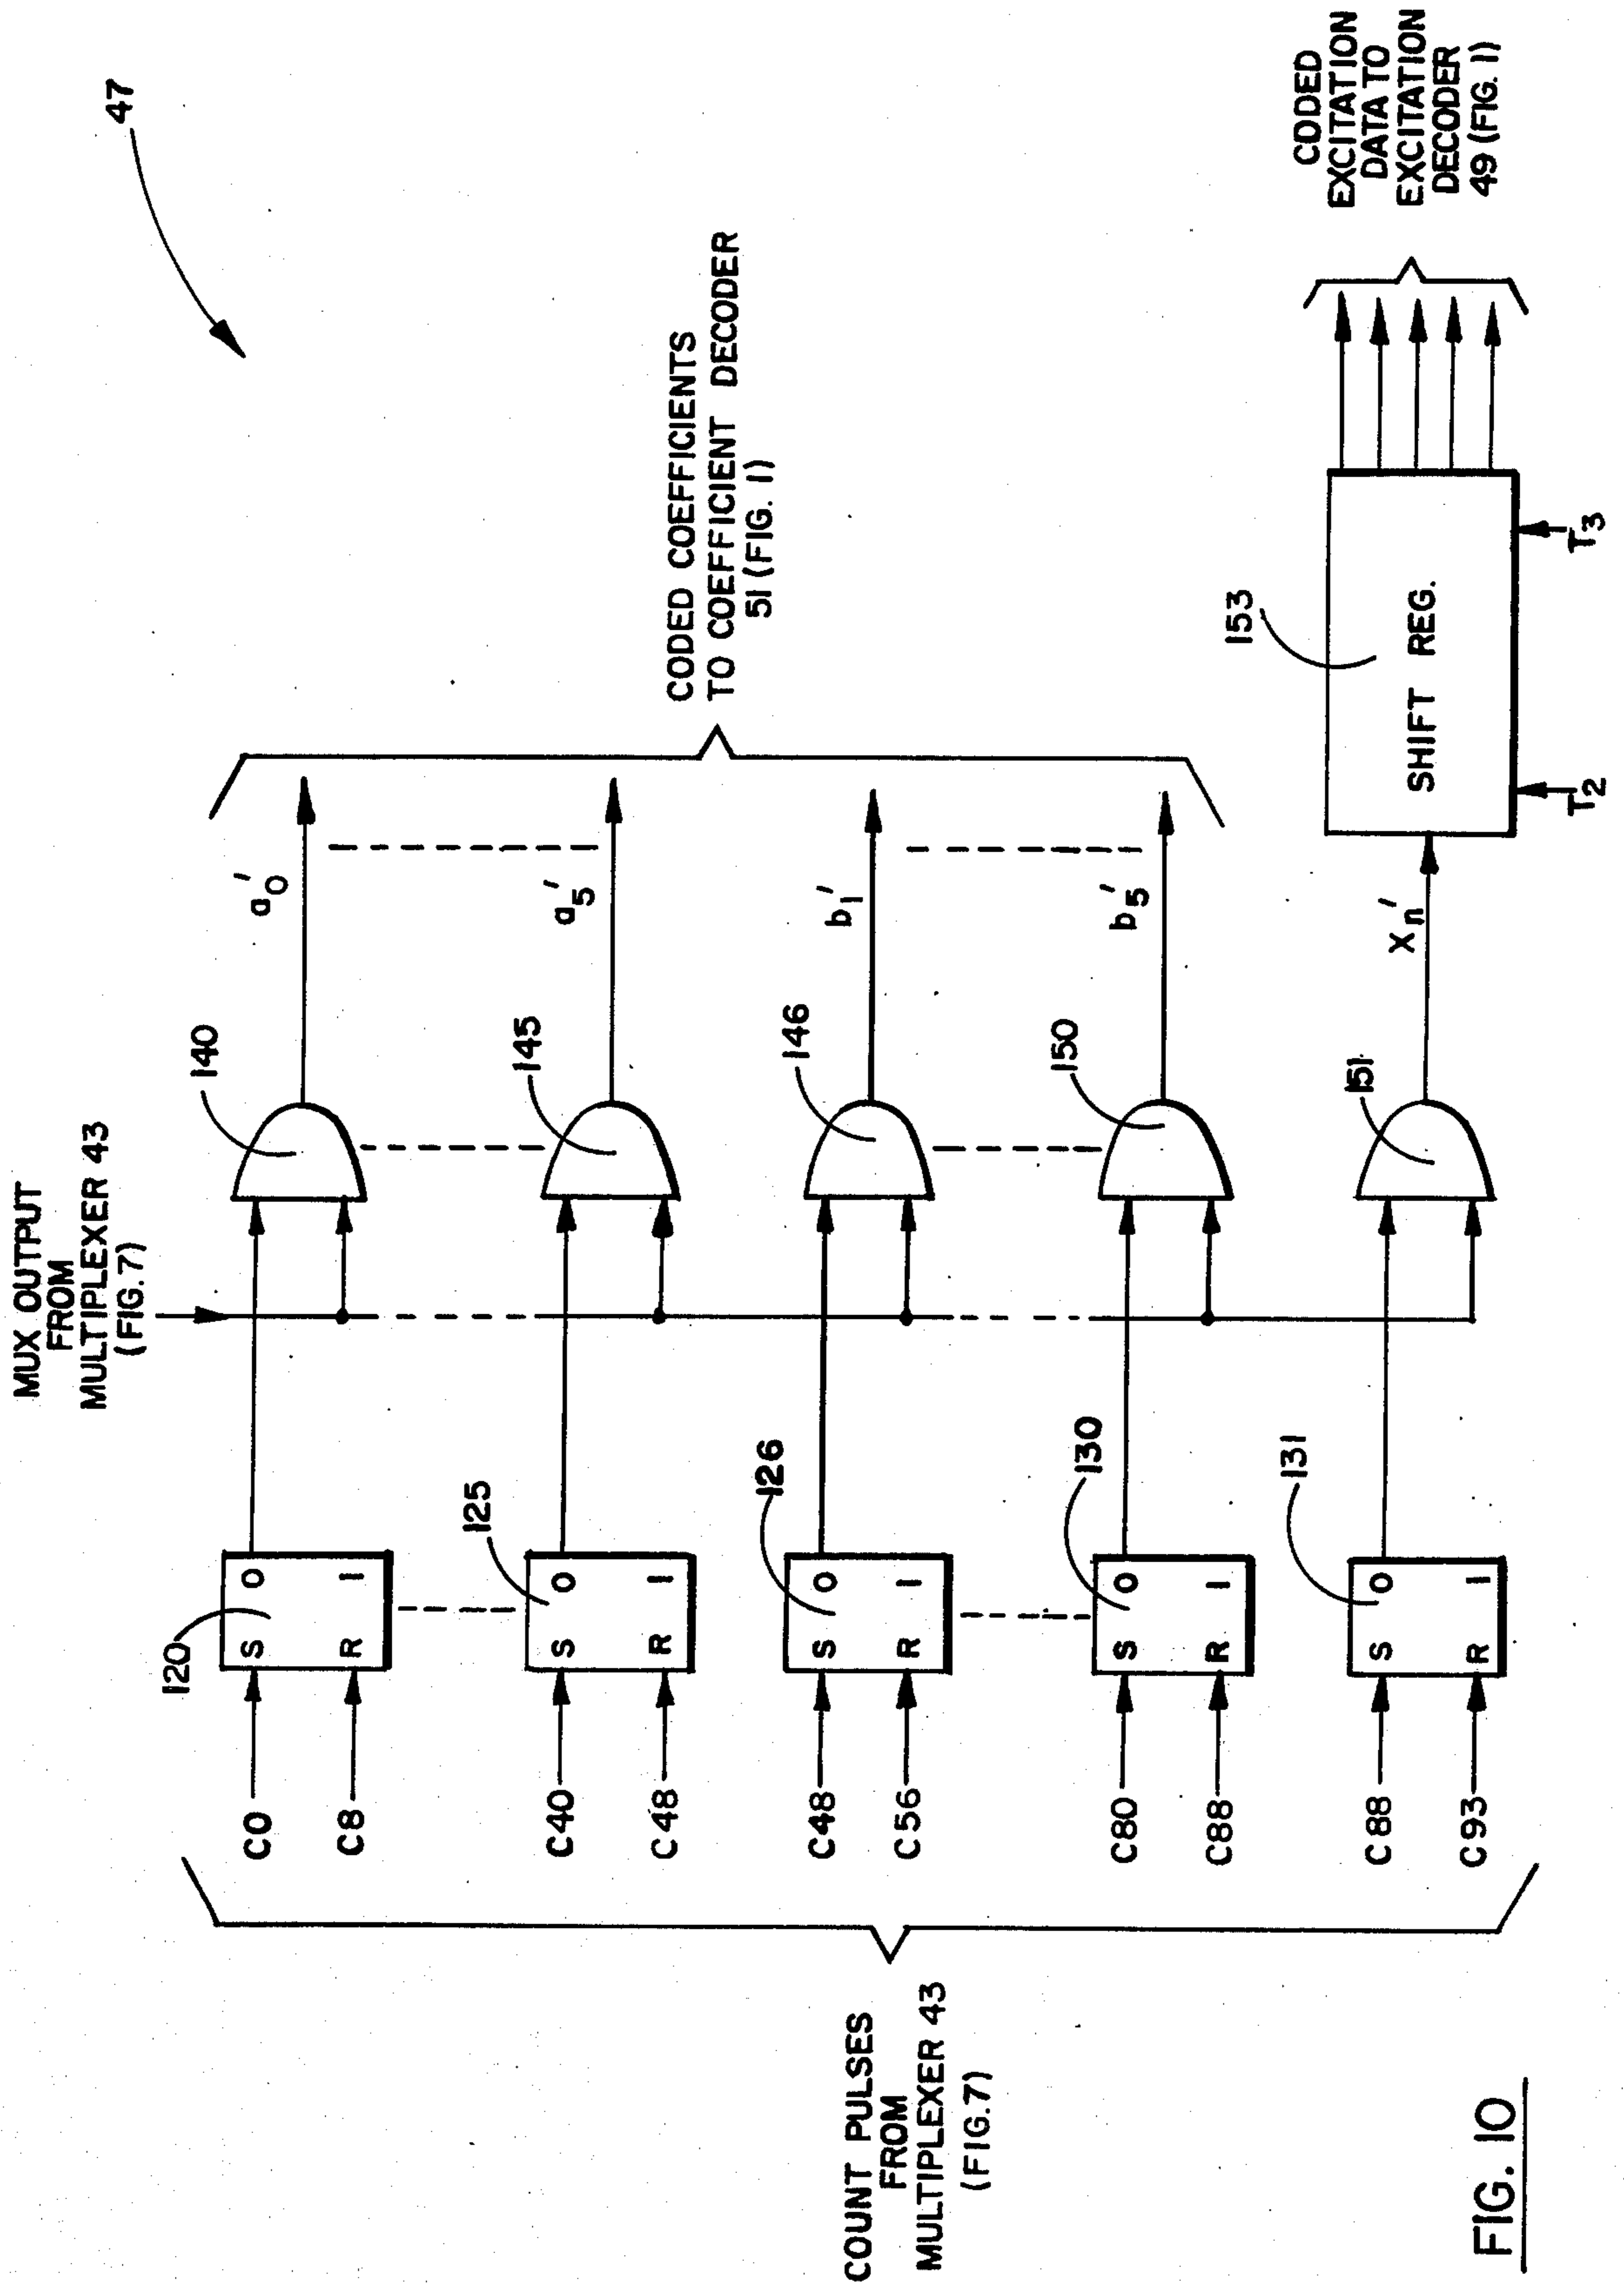 47
MUX OUTPUT
FROM
MULTIPLEXER 43
(FIG. 7)
COUNT PULSES
FROM
MULTIPLEXER 43
(FIG.7)
C0
C8
120
S O
R I
140
a0'
C40
C48
125
S O
R I
145
a5'
C48
C56
126
S O
R I
146
b1'
C80
C88
130
S O
R I
150
b5'
C88
C93
131
S O
R I
151
Xn'
CODED COEFFICIENTS
TO COEFFICIENT DECODER
51 (FIG. 1)
153
SHIFT REG.
T2
T3
CODED
EXCITATION
DATA TO
EXCITATION
DECODER
49 (FIG. 1)
FIG. 10